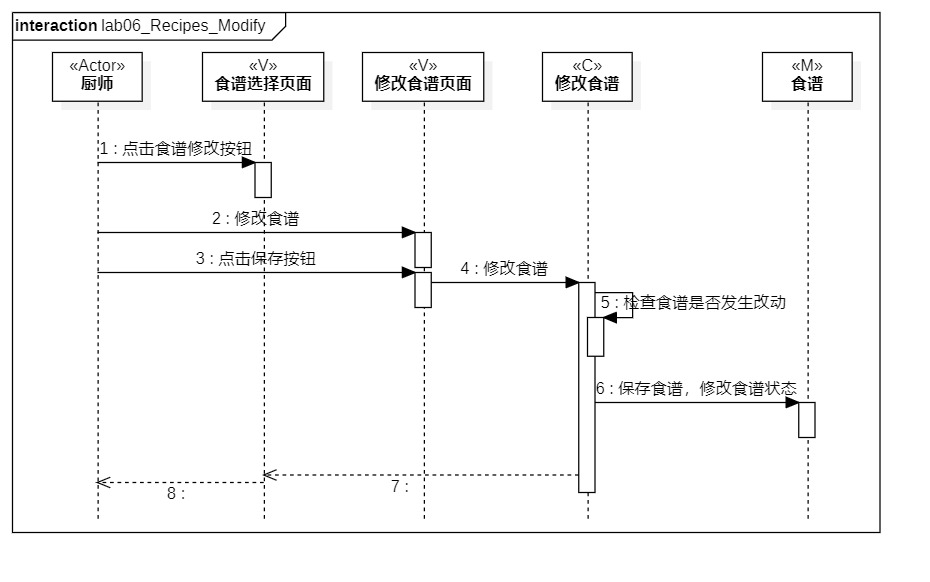 interaction lab06_Recipes_Modify
«Actor»
厨师
«V»
食谱选择页面
«V»
修改食谱页面
«C»
修改食谱
«M»
食谱
1 : 点击食谱修改按钮
2 : 修改食谱
3 : 点击保存按钮
4 : 修改食谱
5 : 检查食谱是否发生改动
6 : 保存食谱，修改食谱状态
7 :
8 :